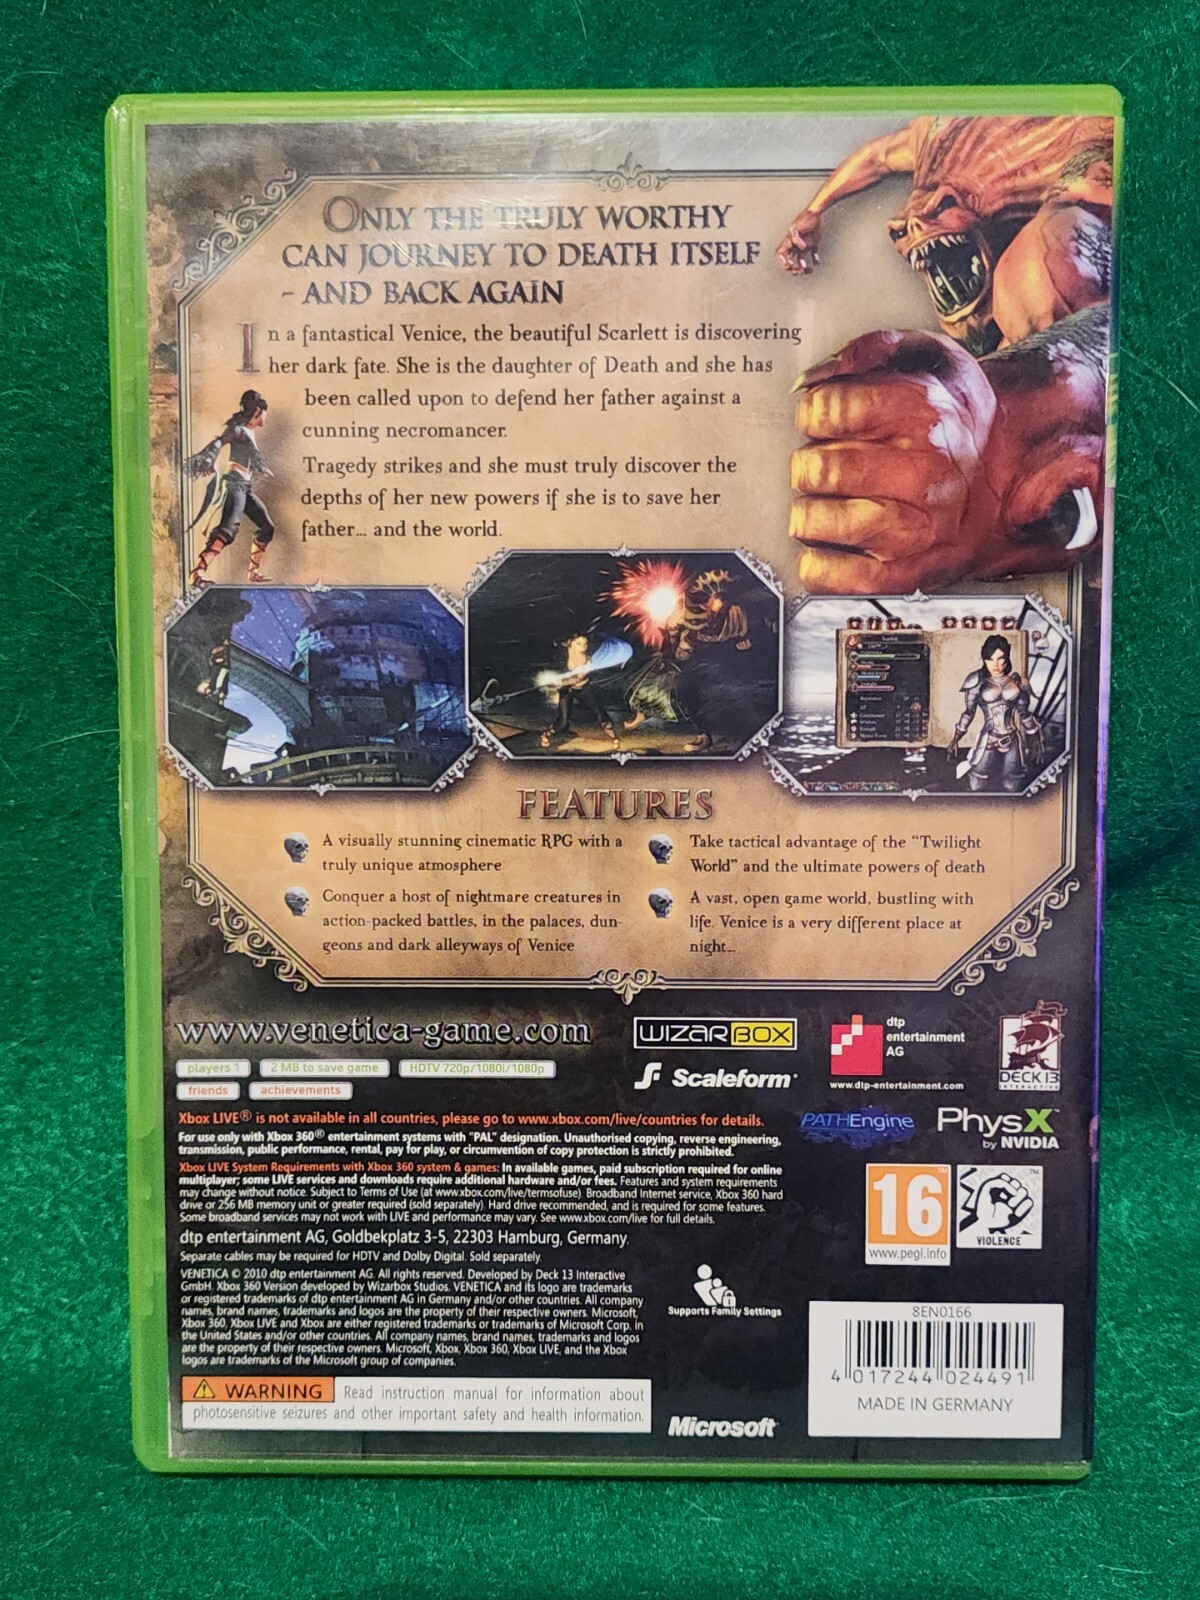 ONLY THE TRULY WORTHY
CAN JOURNEY TO DEATH ITSELF
- AND BACK AGAIN
In a fantastical Venice, the beautiful Scarlett is discovering
her dark fate. She is the daughter of Death and she has
been called upon to defend her father against a
cunning necromancer.
Tragedy strikes and she must truly discover the
depths of her new powers if she is to save her
father... and the world.
FEATURES
A visually stunning cinematic RPG with a
truly unique atmosphere
Conquer a host of nightmare creatures in
action-packed battles, in the palaces, dun-
geons and dark alleyways of Venice
Take tactical advantage of the “Twilight
World” and the ultimate powers of death
A vast, open game world, bustling with
life. Venice is a very different place at
night...
www.venetica-game.com
WIZARBOX
dtp
entertainment
AG
www.dtp-entertainment.com
DECK 13
INTERACTIVE
players 1
2 MB to save game
HDTV 720p/1080i/1080p
friends
achievements
Scaleform
PATHEngine
PhysX
by NVIDIA
Xbox LIVE® is not available in all countries, please go to www.xbox.com/live/countries for details.
For use only with Xbox 360® entertainment systems with "PAL" designation. Unauthorised copying, reverse engineering,
transmission, public performance, rental, pay for play, or circumvention of copy protection is strictly prohibited.
Xbox LIVE System Requirements with Xbox 360 system & games: In available games, paid subscription required for online
multiplayer; some LIVE services and downloads require additional hardware and/or fees. Features and system requirements
may change without notice. Subject to Terms of Use (at www.xbox.com/live/termsofuse). Broadband Internet service, Xbox 360 hard
drive or 256 MB memory unit or greater required (sold separately). Hard drive recommended, and is required for some features.
Some broadband services may not work with LIVE and performance may vary. See www.xbox.com/live for full details.
dtp entertainment AG, Goldbekplatz 3-5, 22303 Hamburg, Germany.
Separate cables may be required for HDTV and Dolby Digital. Sold separately.
VENETICA © 2010 dtp entertainment AG. All rights reserved. Developed by Deck 13 Interactive
GmbH. Xbox 360 Version developed by Wizarbox Studios. VENETICA and its logo are trademarks
or registered trademarks of dtp entertainment AG in Germany and/or other countries. All company
names, brand names, trademarks and logos are the property of their respective owners. Microsoft,
Xbox 360, Xbox LIVE and Xbox are either registered trademarks or trademarks of Microsoft Corp. in
the United States and/or other countries. All company names, brand names, trademarks and logos
are the property of their respective owners. Microsoft, Xbox, Xbox 360, Xbox LIVE, and the Xbox
logos are trademarks of the Microsoft group of companies.
16
www.pegi.info
VIOLENCE
Supports Family Settings
WARNING Read instruction manual for information about
photosensitive seizures and other important safety and health information.
Microsoft
8EN0166
4 017244 024491
MADE IN GERMANY